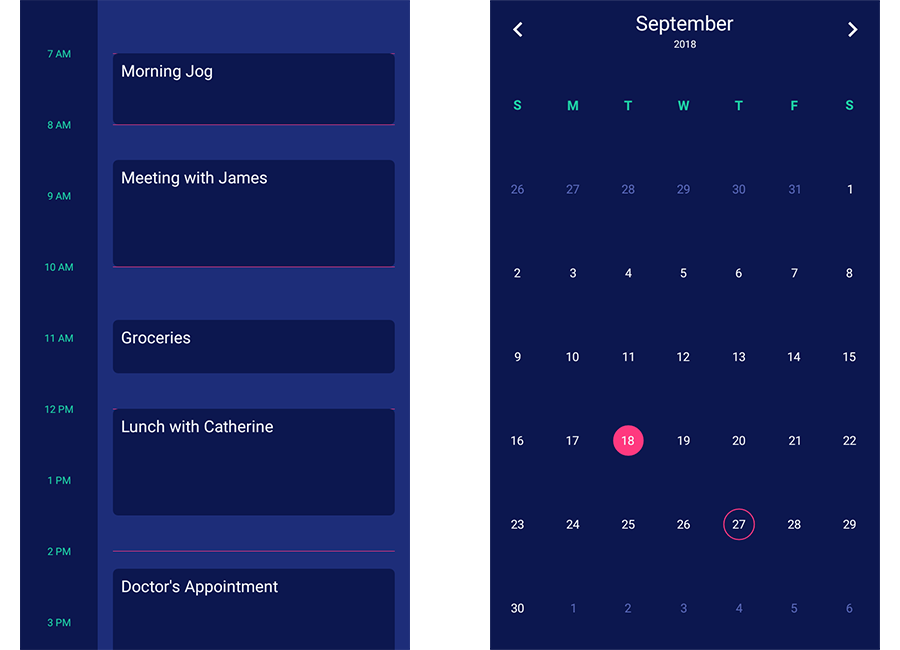 7 AM
Morning Jog
8 AM
Meeting with James
9 AM
10 AM
11 AM
Groceries
12 PM
Lunch with Catherine
1 PM
2 PM
Doctor's Appointment
3 PM
September
2018
S M T W T F S
26 27 28 29 30 31 1
2 3 4 5 6 7 8
9 10 11 12 13 14 15
16 17 18 19 20 21 22
23 24 25 26 27 28 29
30 1 2 3 4 5 6